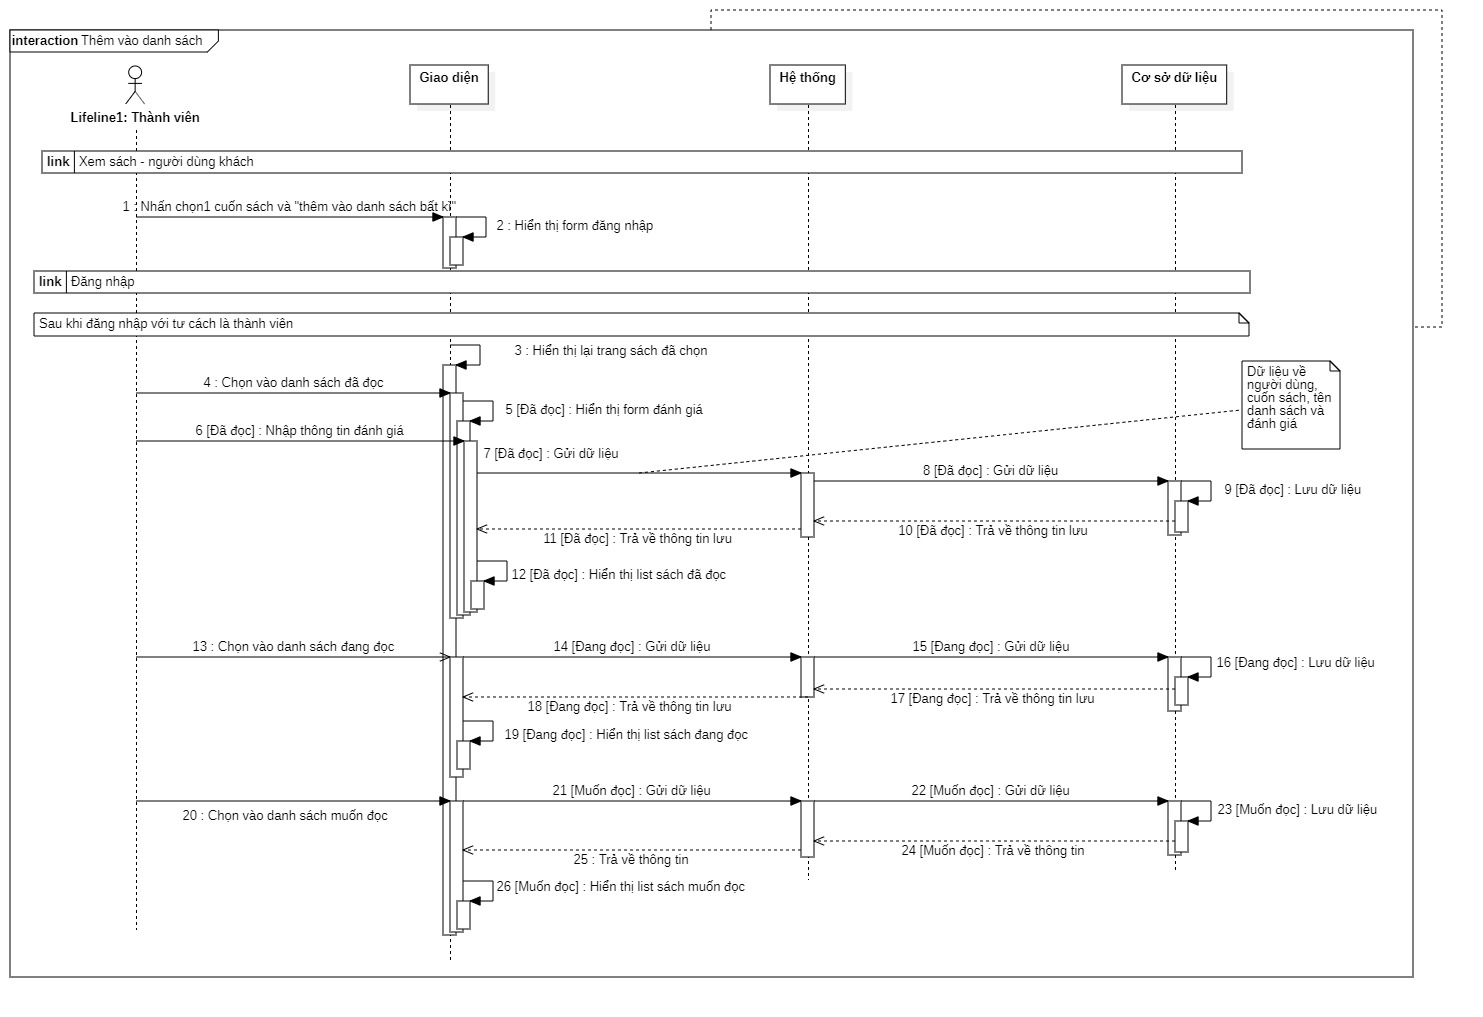 interaction Thêm vào danh sách
Giao diện
Hệ thống
Cơ sở dữ liệu
Lifeline1: Thành viên
link Xem sách - người dùng khách
1 : Nhấn chọn1 cuốn sách và "thêm vào danh sách bất kì"
2 : Hiển thị form đăng nhập
link Đăng nhập
Sau khi đăng nhập với tư cách là thành viên
3 : Hiển thị lại trang sách đã chọn
Dữ liệu về
người dùng,
cuốn sách, tên
danh sách và
đánh giá
4 : Chọn vào danh sách đã đọc
5 [Đã đọc] : Hiển thị form đánh giá
6 [Đã đọc] : Nhập thông tin đánh giá
7 [Đã đọc] : Gửi dữ liệu
8 [Đã đọc] : Gửi dữ liệu
9 [Đã đọc] : Lưu dữ liệu
10 [Đã đọc] : Trả về thông tin lưu
11 [Đã đọc] : Trả về thông tin lưu
12 [Đã đọc] : Hiển thị list sách đã đọc
13 : Chọn vào danh sách đang đọc
14 [Đang đọc] : Gửi dữ liệu
15 [Đang đọc] : Gửi dữ liệu
16 [Đang đọc] : Lưu dữ liệu
17 [Đang đọc] : Trả về thông tin lưu
18 [Đang đọc] : Trả về thông tin lưu
19 [Đang đọc] : Hiển thị list sách đang đọc
20 : Chọn vào danh sách muốn đọc
21 [Muốn đọc] : Gửi dữ liệu
22 [Muốn đọc] : Gửi dữ liệu
23 [Muốn đọc] : Lưu dữ liệu
24 [Muốn đọc] : Trả về thông tin
25 : Trả về thông tin
26 [Muốn đọc] : Hiển thị list sách muốn đọc